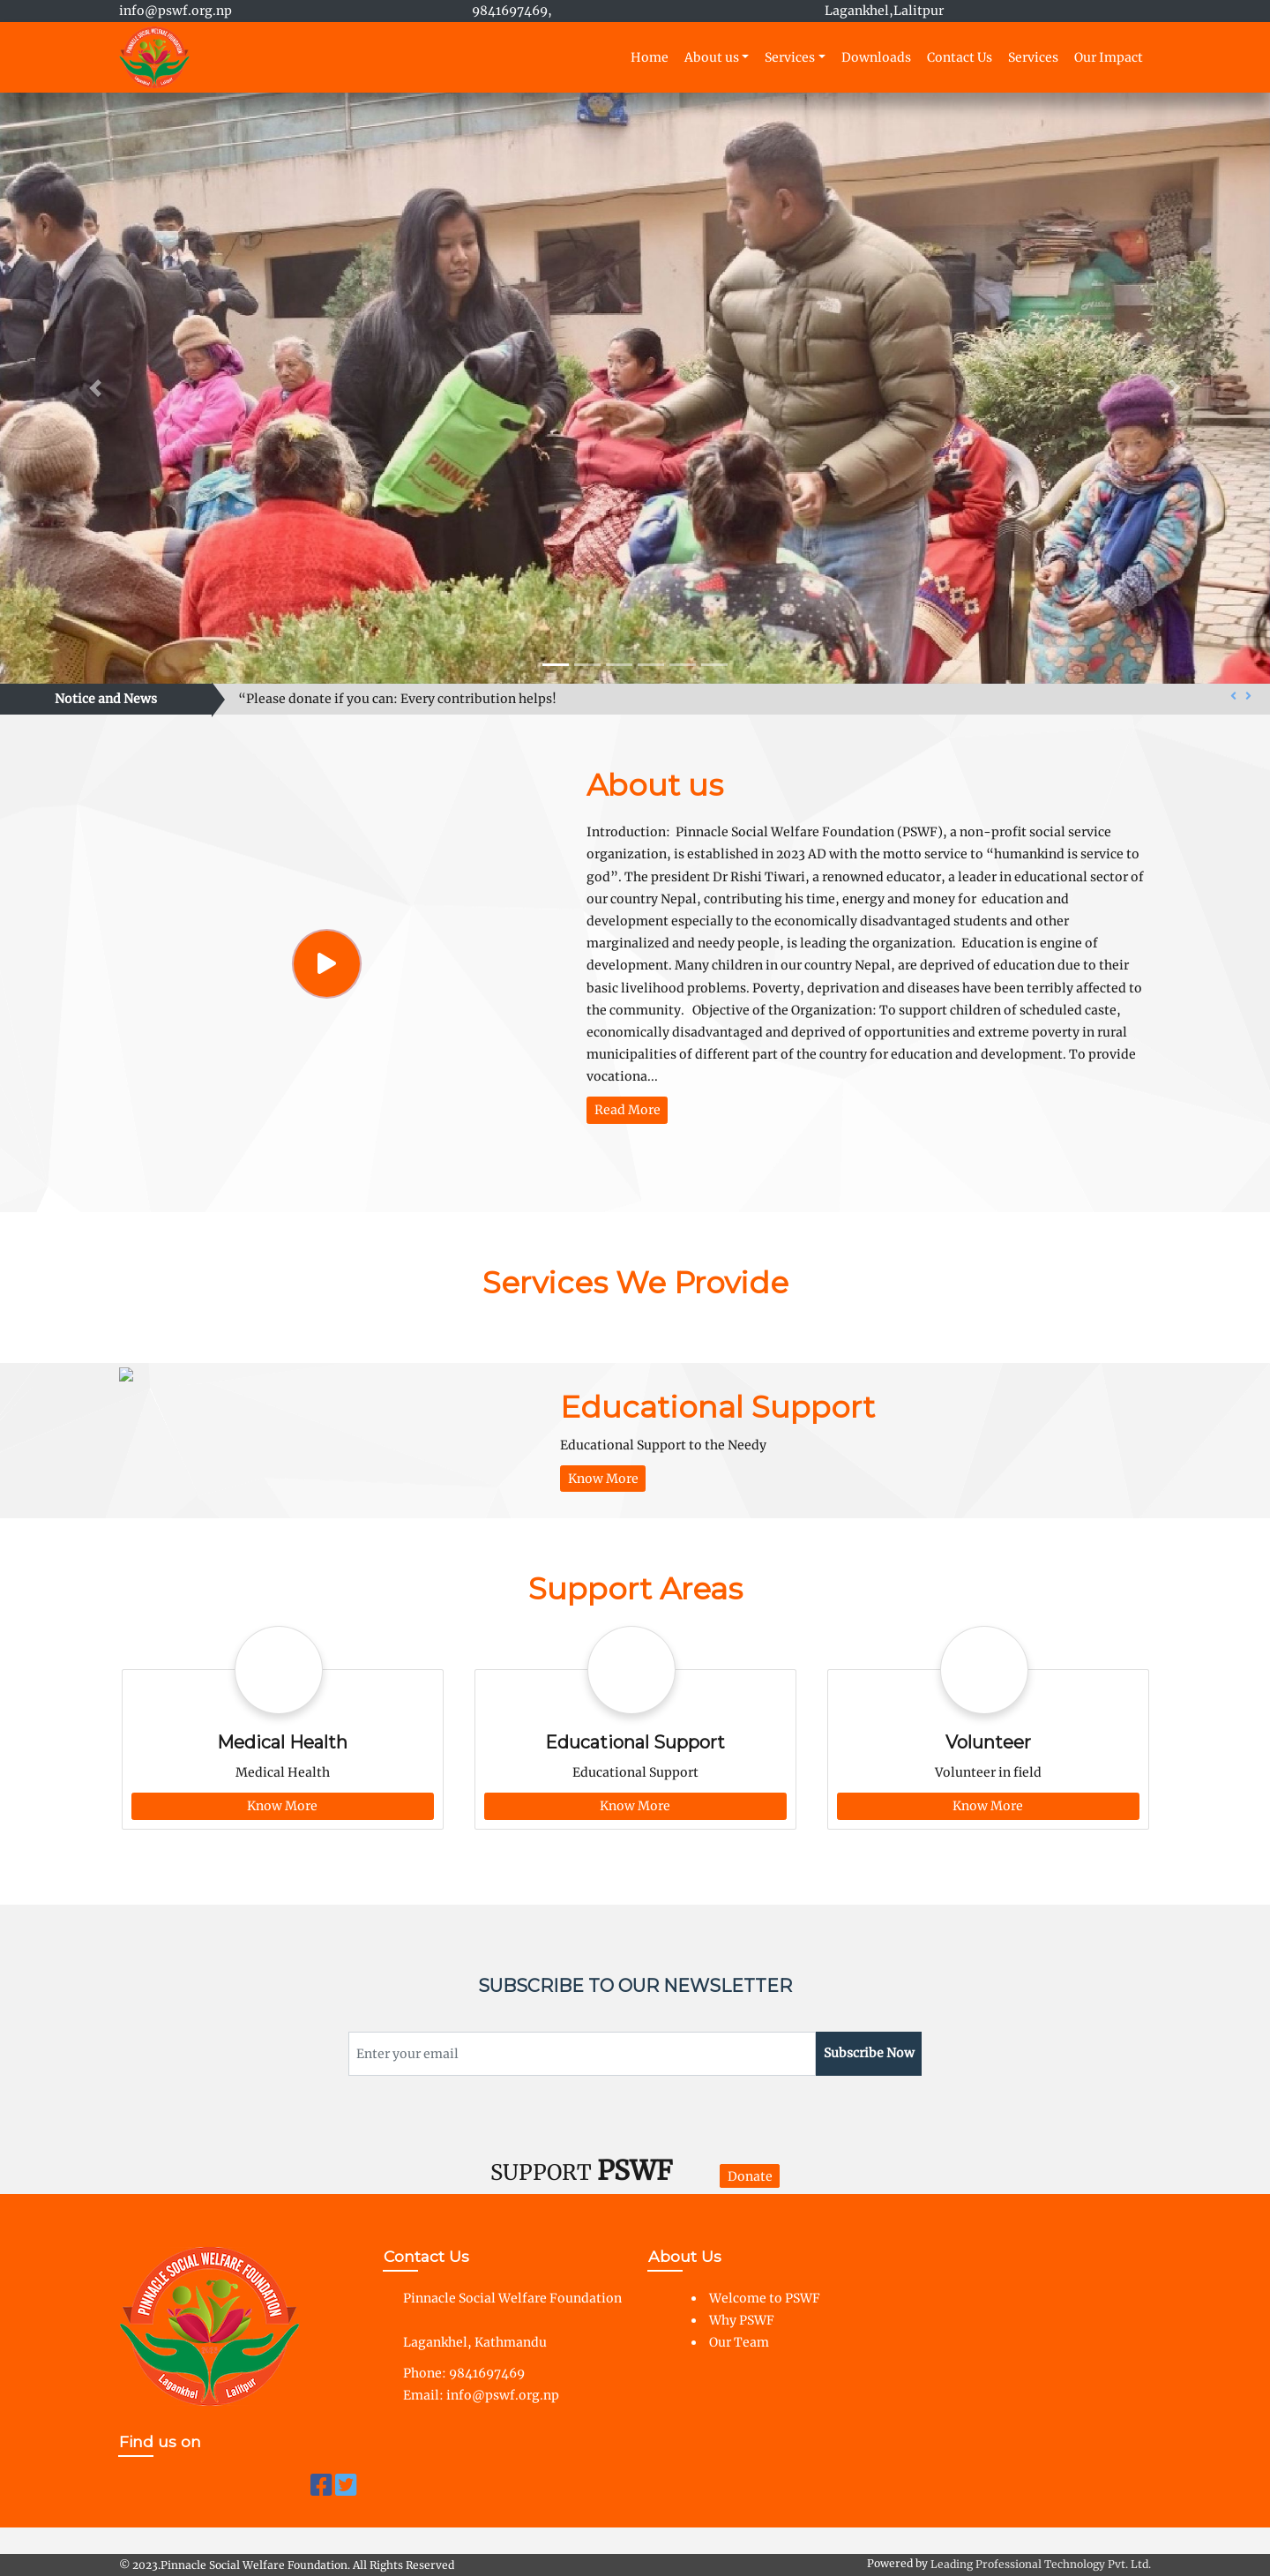 info@pswf.org.np
9841697469,
Lagankhel,Lalitpur
PINNACLE SOCIAL WELFARE FOUNDATION
Lagankhel Lalitpur
Home About us Services Downloads Contact Us Services Our Impact
PINNAC
Notice and News
“Please donate if you can: Every contribution helps!
About us
Introduction:  Pinnacle Social Welfare Foundation (PSWF), a non-profit social service
organization, is established in 2023 AD with the motto service to “humankind is service to
god”. The president Dr Rishi Tiwari, a renowned educator, a leader in educational sector of
our country Nepal, contributing his time, energy and money for  education and
development especially to the economically disadvantaged students and other
marginalized and needy people, is leading the organization.  Education is engine of
development. Many children in our country Nepal, are deprived of education due to their
basic livelihood problems. Poverty, deprivation and diseases have been terribly affected to
the community.   Objective of the Organization: To support children of scheduled caste,
economically disadvantaged and deprived of opportunities and extreme poverty in rural
municipalities of different part of the country for education and development. To provide
vocationa...
Read More
Services We Provide
Educational Support
Educational Support to the Needy
Know More
Support Areas
Medical Health
Medical Health
Know More
Educational Support
Educational Support
Know More
Volunteer
Volunteer in field
Know More
SUBSCRIBE TO OUR NEWSLETTER
Enter your email
Subscribe Now
SUPPORT PSWF
Donate
PINNACLE SOCIAL WELFARE FOUNDATION
Lagankhel Lalitpur
Find us on
Contact Us
Pinnacle Social Welfare Foundation
Lagankhel, Kathmandu
Phone: 9841697469
Email: info@pswf.org.np
About Us
Welcome to PSWF
Why PSWF
Our Team
© 2023.Pinnacle Social Welfare Foundation. All Rights Reserved
Powered by Leading Professional Technology Pvt. Ltd.